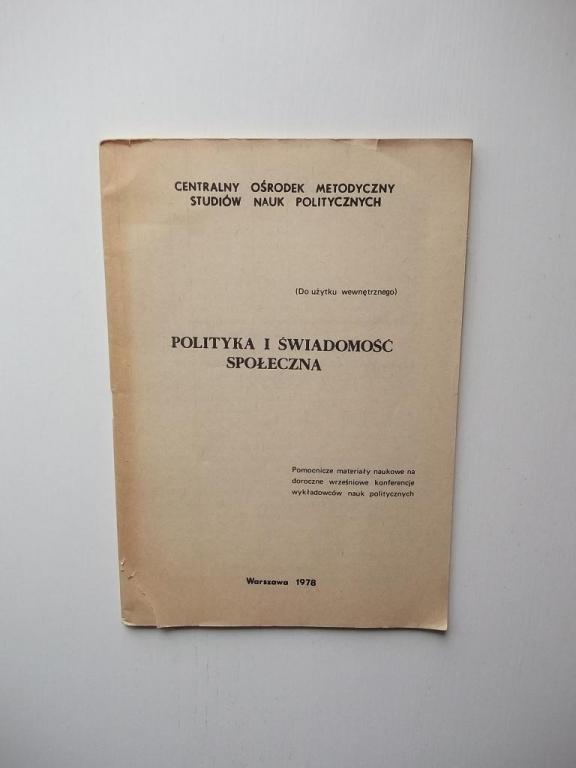 CENTRALNY OŚRODEK METODYCZNY
STUDIÓW NAUK POLITYCZNYCH
(Do użytku wewnętrznego)
POLITYKA I ŚWIADOMOŚĆ
SPOŁECZNA
Pomocnicze materiały naukowe na
doroczne wrześniowe konferencje
wykładowców nauk politycznych
Warszawa 1978